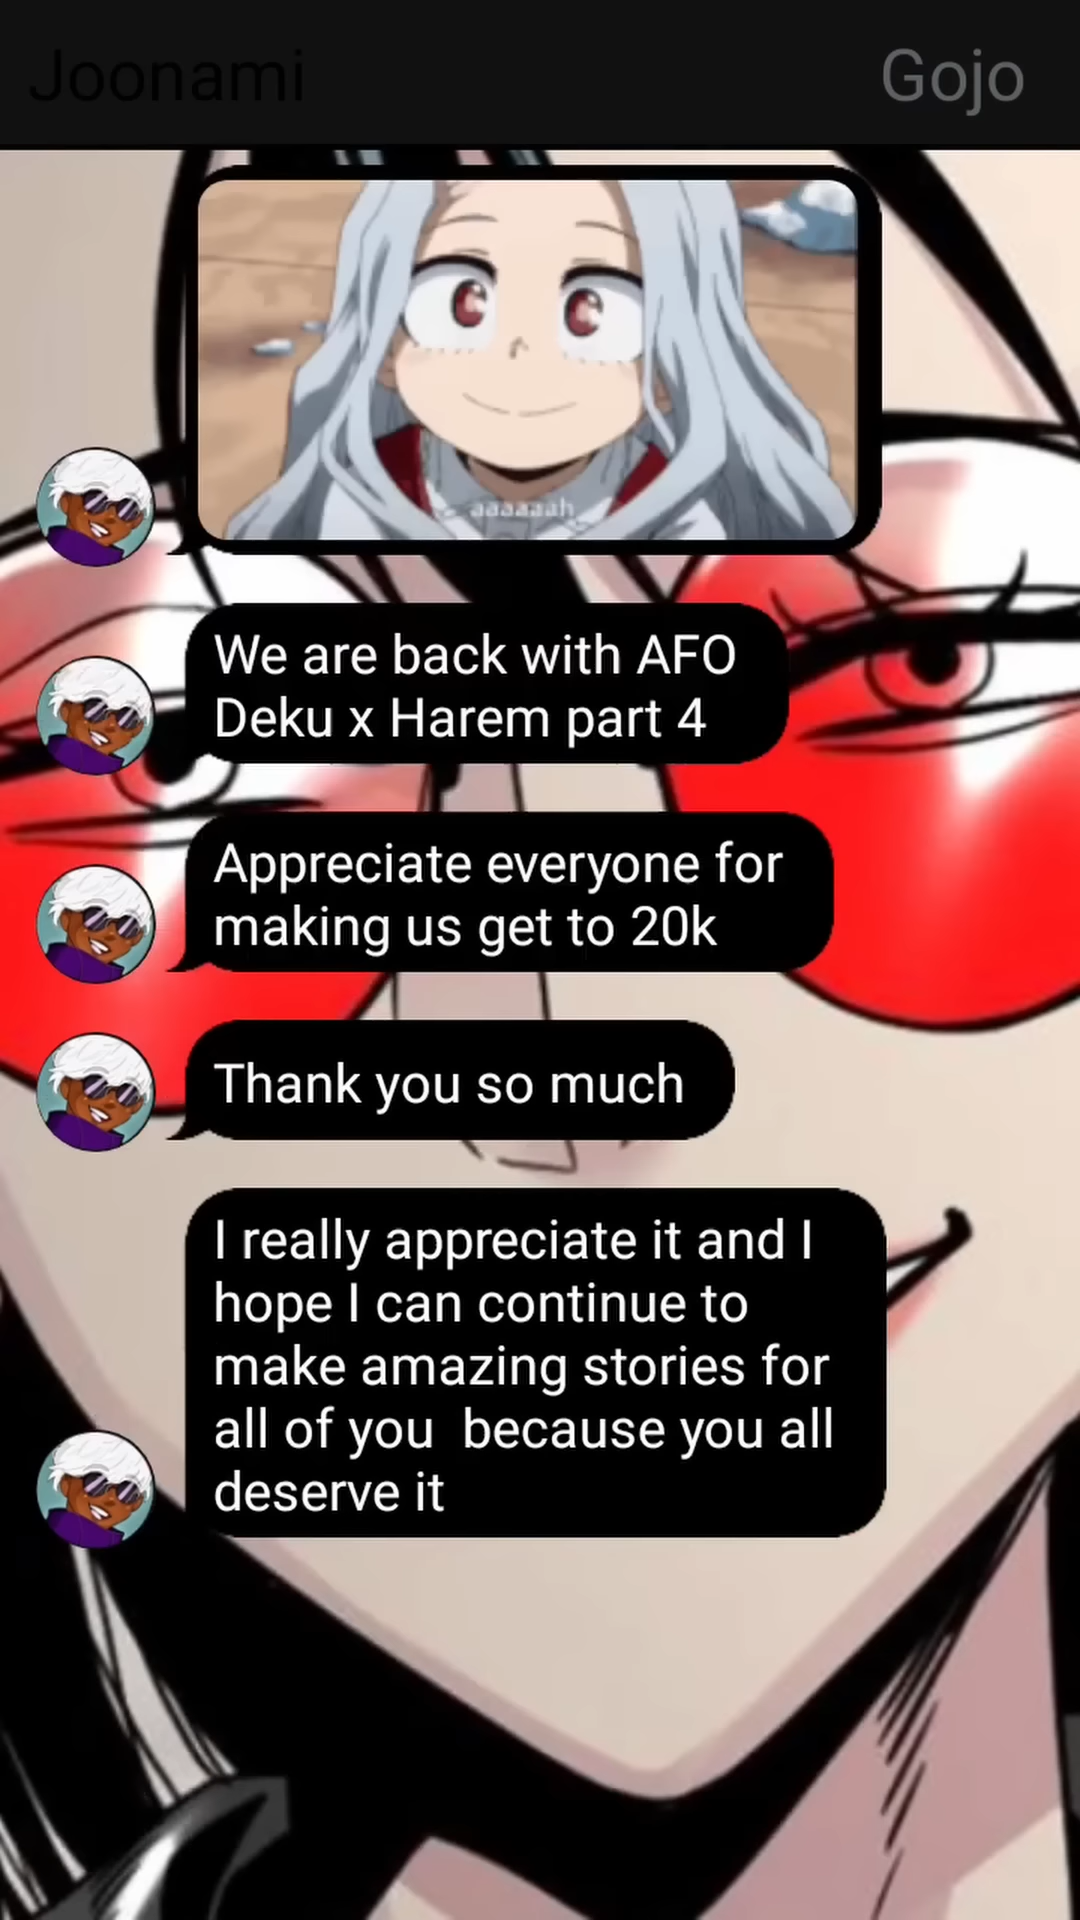 Joonami
Gojo
aaaaaah
We are back with AFO
Deku x Harem part 4
Appreciate everyone for
making us get to 20k
Thank you so much
I really appreciate it and I
hope I can continue to
make amazing stories for
all of you  because you all
deserve it